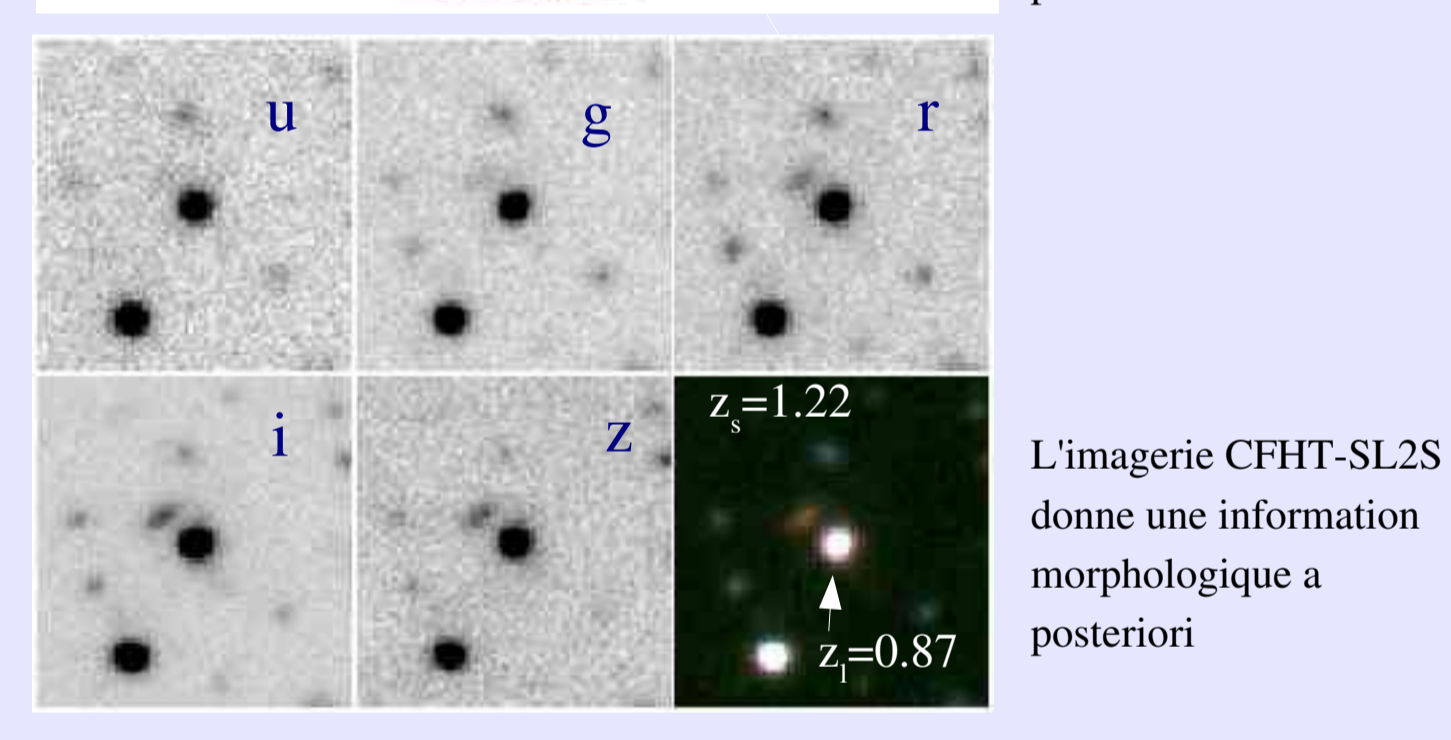 u
g
r
i
z
z_s=1.22
z_l=0.87
L'imagerie CFHT-SL2S
donne une information
morphologique a
posteriori